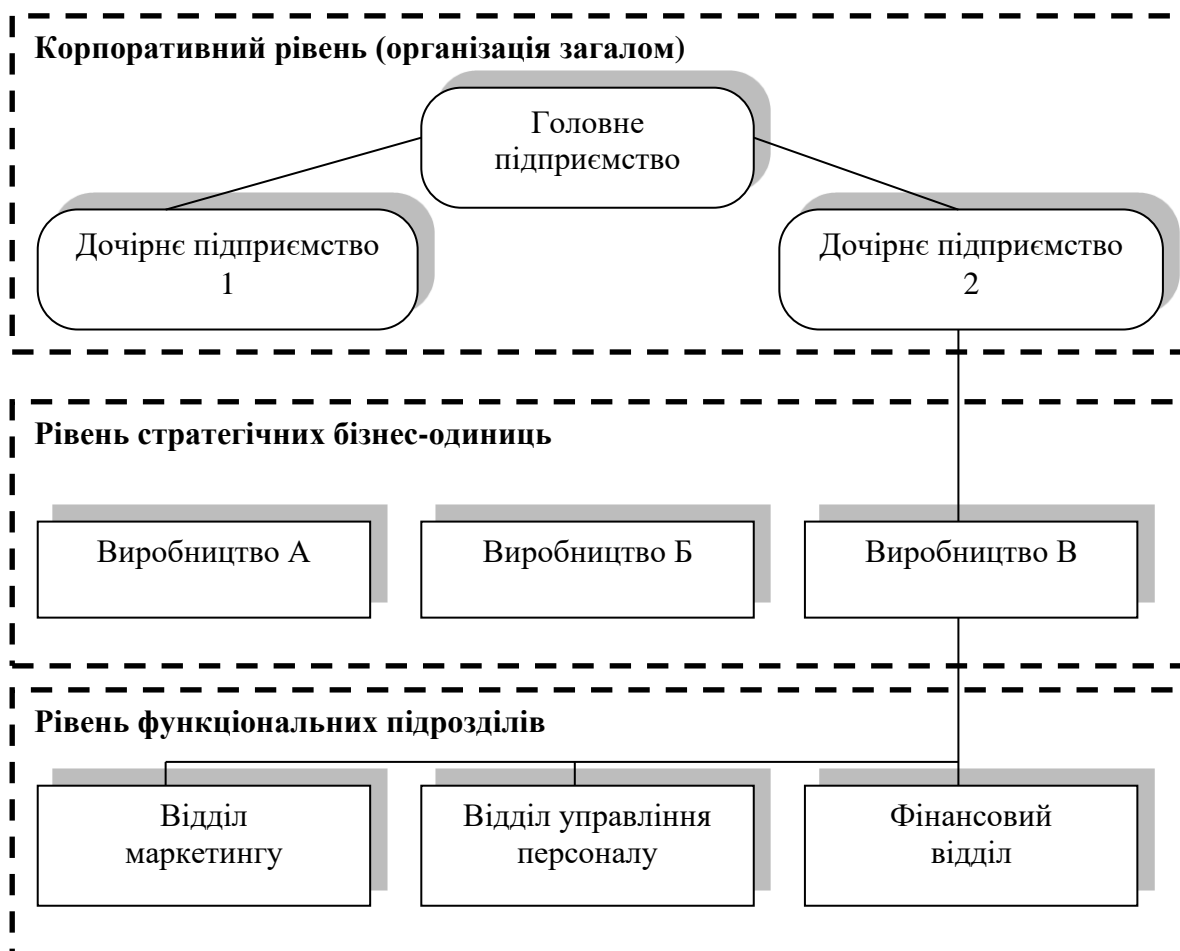 Корпоративний рівень (організація загалом)
Головне
підприємство
Дочірнє підприємство
1
Дочірнє підприємство
2
Рівень стратегічних бізнес-одиниць
Виробництво А
Виробництво Б
Виробництво В
Рівень функціональних підрозділів
Відділ
маркетингу
Відділ управління
персоналу
Фінансовий
відділ